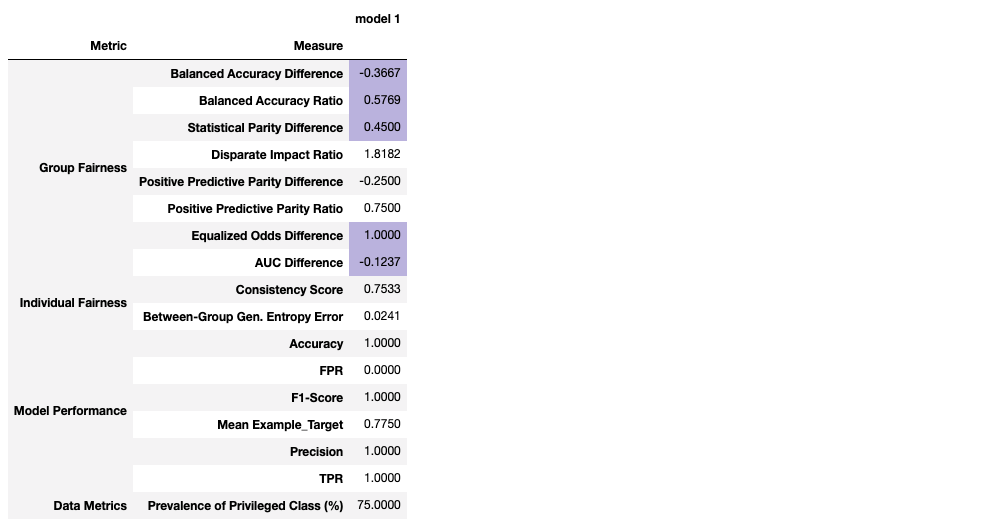 model 1
Metric Measure
Balanced Accuracy Difference -0.3667
Balanced Accuracy Ratio 0.5769
Statistical Parity Difference 0.4500
Disparate Impact Ratio 1.8182
Group Fairness
Positive Predictive Parity Difference -0.2500
Positive Predictive Parity Ratio 0.7500
Equalized Odds Difference 1.0000
AUC Difference -0.1237
Consistency Score 0.7533
Individual Fairness
Between-Group Gen. Entropy Error 0.0241
Accuracy 1.0000
FPR 0.0000
F1-Score 1.0000
Model Performance
Mean Example_Target 0.7750
Precision 1.0000
TPR 1.0000
Data Metrics Prevalence of Privileged Class (%) 75.0000